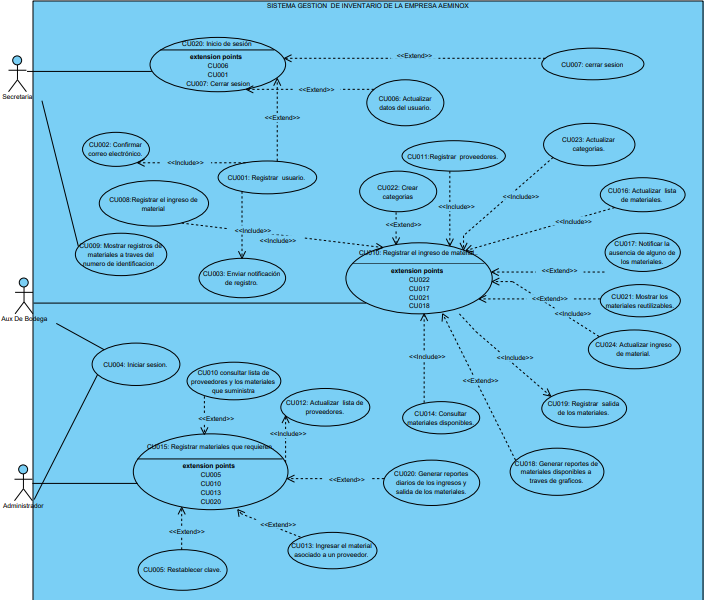 SISTEMA GESTION  DE INVENTARIO DE LA EMPRESA AEMINOX
CU020: Inicio de sesión
extension points
CU006
CU001
CU007: Cerrar sesion
<<Extend>>
CU007: cerrar sesion
Secretaria
<<Extend>>
CU006: Actualizar
datos del usuario.
<<Extend>>
CU002: Confirmar
correo electrónico.
<<Include>>
CU001: Registrar  usuario.
CU011:Registrar  proveedores.
CU023: Actualizar
categorias.
CU022: Crear
categorias
<<Include>>
<<Include>>
CU016: Actualizar  lista
de materiales.
CU008:Registrar el ingreso de
material
<<Extend>>
<<Include>>
<<Include>>
<<Include>>
CU009: Mostrar registros de
materiales a traves del
numero de identificacion
CU003: Enviar notificación
de registro.
CU010: Registrar el ingreso de material
extension points
CU022
CU017
CU021
CU018
CU017: Notificar la
ausencia de alguno de
los materiales.
<<Extend>>
<<Extend>>
CU021: Mostrar los
materiales reutilizables.
<<Include>>
Aux De Bodega
CU024: Actualizar ingreso
de material.
CU004: Iniciar sesion.
<<Include>>
<<Include>>
CU010 consultar lista de
proveedores y los materiales
que suministra
<<Extend>>
CU012: Actualizar  lista de
proveedores.
CU014: Consultar
materiales disponibles.
CU019: Registrar  salida
de los materiales.
<<Extend>>
<<Include>>
CU015: Registrar materiales que requieren
extension points
CU005
CU010
CU013
CU020
<<Extend>>
CU020: Generar reportes
diarios de los ingresos y
salida de los materiales.
CU018: Generar reportes de
materiales disponibles a
traves de graficos.
Administrador
<<Extend>>
<<Extend>>
CU013: Ingresar el material
asociado a un proveedor.
CU005: Restablecer clave.